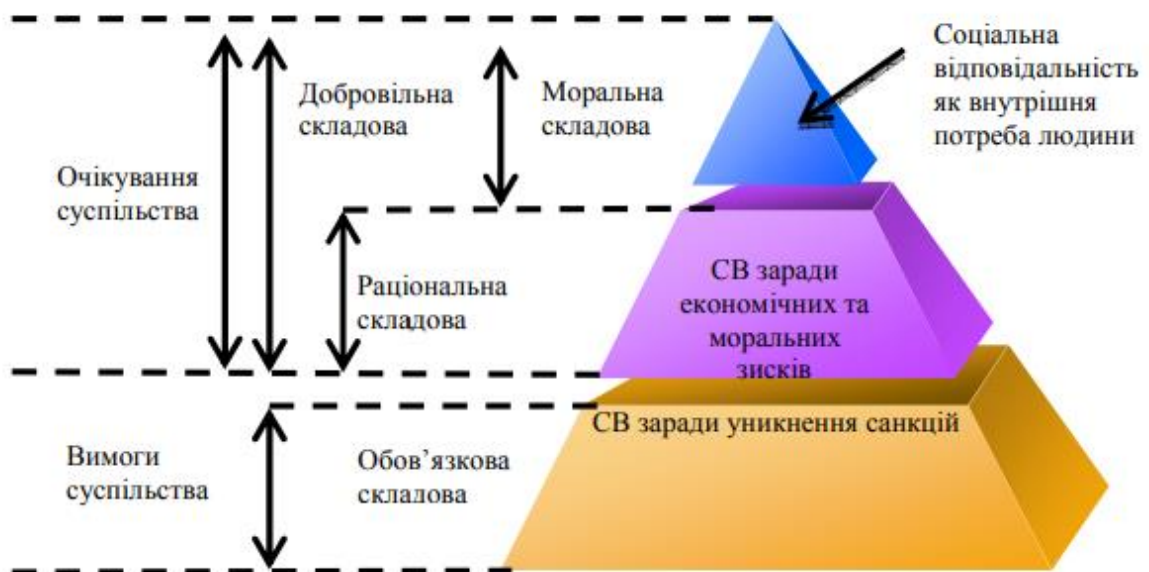 Соціальна
відповідальність
як внутрішня
потреба людини
Добровільна
складова
Моральна
складова
Очікування
суспільства
Раціональна
складова
СВ заради
економічних та
моральних
зисків
СВ заради уникнення санкцій
Вимоги
суспільства
Обов’язкова
складова